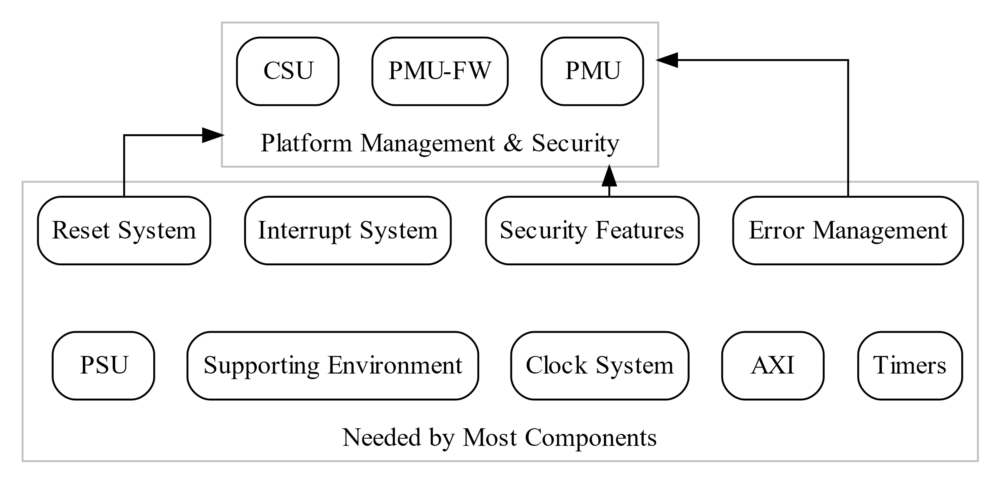 CSU PMU-FW PMU
Platform Management & Security
Reset System Interrupt System Security Features Error Management
PSU Supporting Environment Clock System AXI Timers
Needed by Most Components